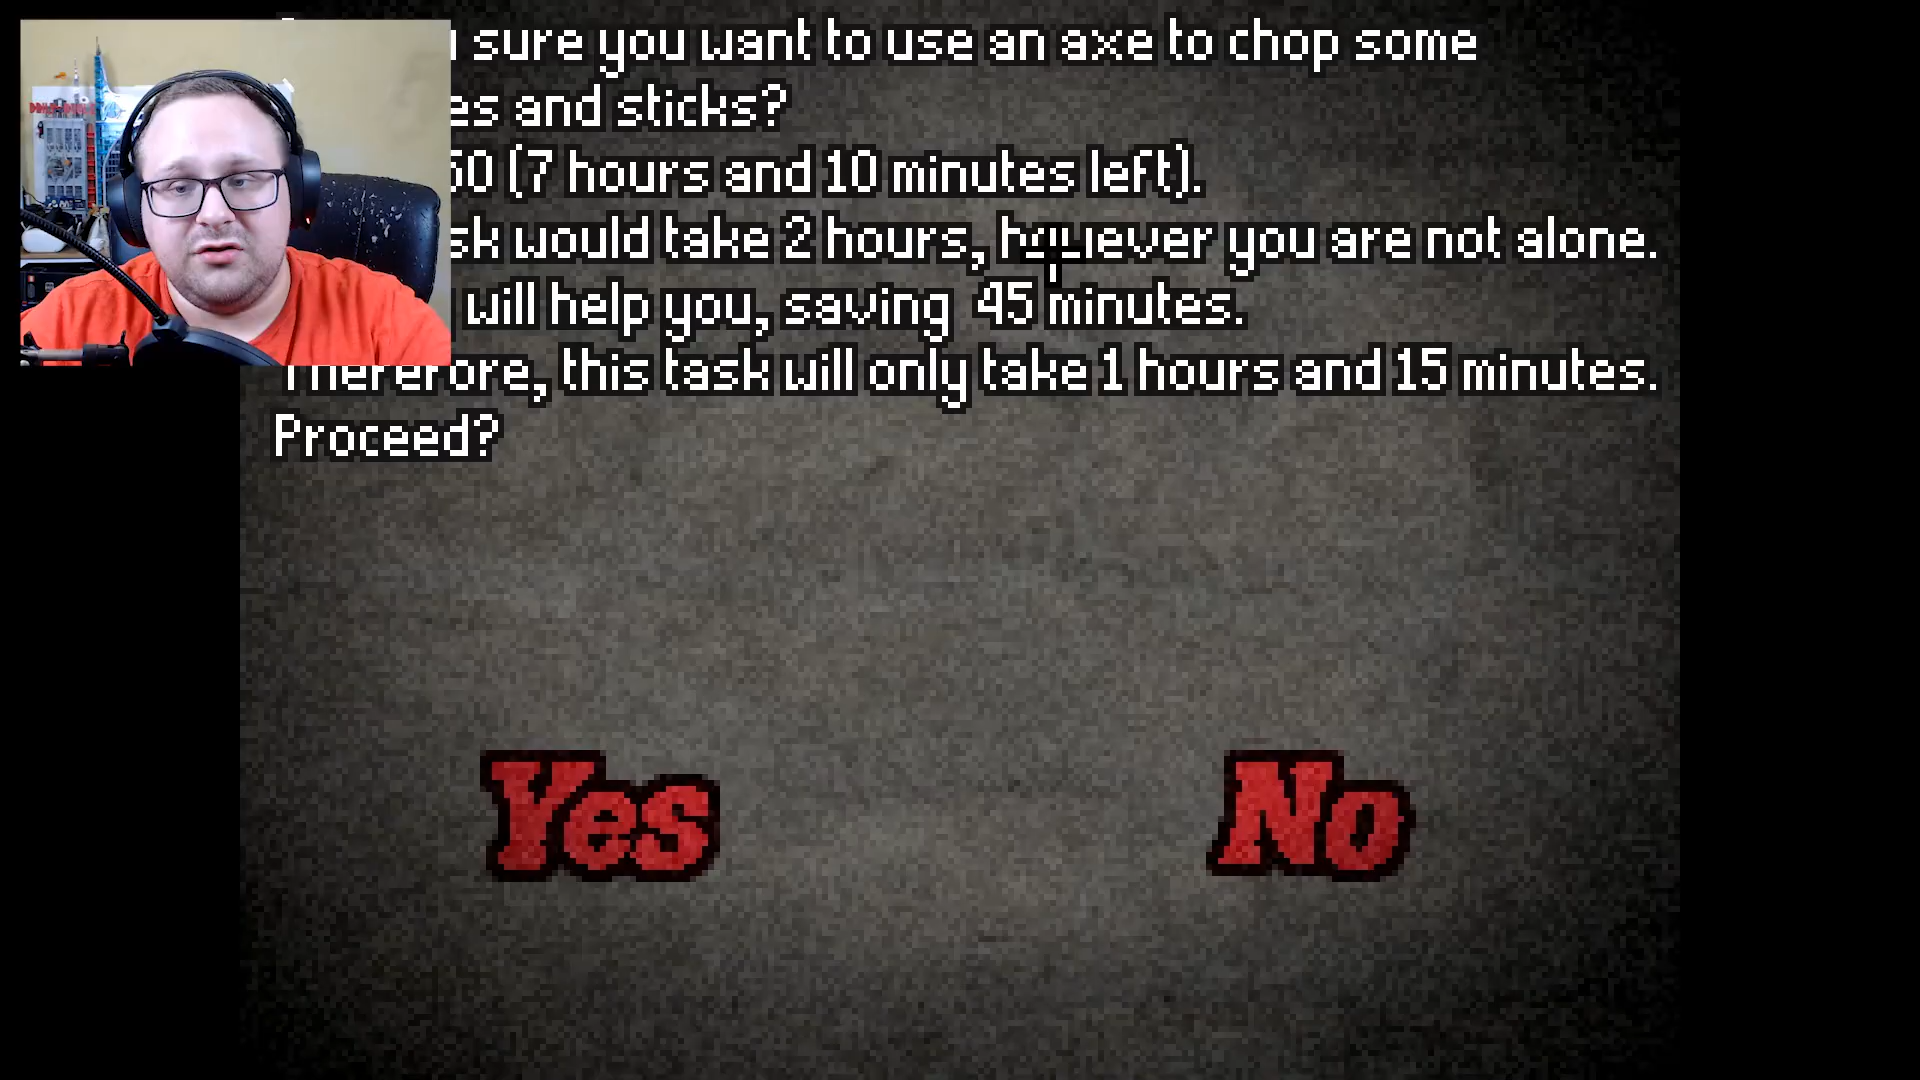 sure you want to use an axe to chop some
es and sticks?
50 (7 hours and 10 minutes left).
sk would take 2 hours, however you are not alone.
will help you, saving 45 minutes.
Therefore, this task will only take 1 hours and 15 minutes.
Proceed?
Yes
No